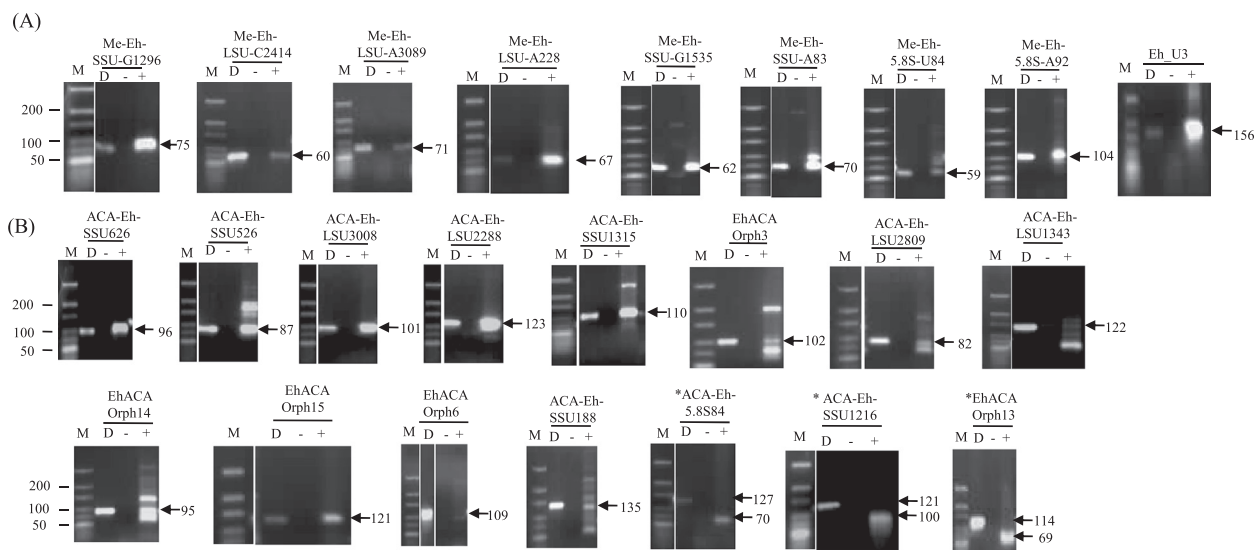 (A)
Me-Eh-
SSU-G1296
M D - +
200
100
50
75
Me-Eh-
LSU-C2414
M D - +
60
Me-Eh-
LSU-A3089
M D - +
71
Me-Eh-
LSU-A228
M D - +
67
Me-Eh-
SSU-G1535
M D - +
62
Me-Eh-
SSU-A83
M D - +
70
Me-Eh-
5.8S-U84
M D - +
59
Me-Eh-
5.8S-A92
M D - +
104
Eh_U3
M D - +
156
(B)
ACA-Eh-
SSU626
M D - +
200
100
50
96
ACA-Eh-
SSU526
M D - +
87
ACA-Eh-
LSU3008
M D - +
101
ACA-Eh-
LSU2288
M D - +
123
ACA-Eh-
SSU1315
M D - +
110
EhACA
Orph3
M D - +
102
ACA-Eh-
LSU2809
M D - +
82
ACA-Eh-
LSU1343
M D - +
122
EhACA
Orph14
M D - +
200
100
50
95
EhACA
Orph15
M D - +
121
EhACA
Orph6
M D - +
109
ACA-Eh-
SSU188
M D - +
135
*ACA-Eh-
5.8S84
M D - +
127
70
* ACA-Eh-
SSU1216
M D - +
121
100
*EhACA
Orph13
M D - +
114
69